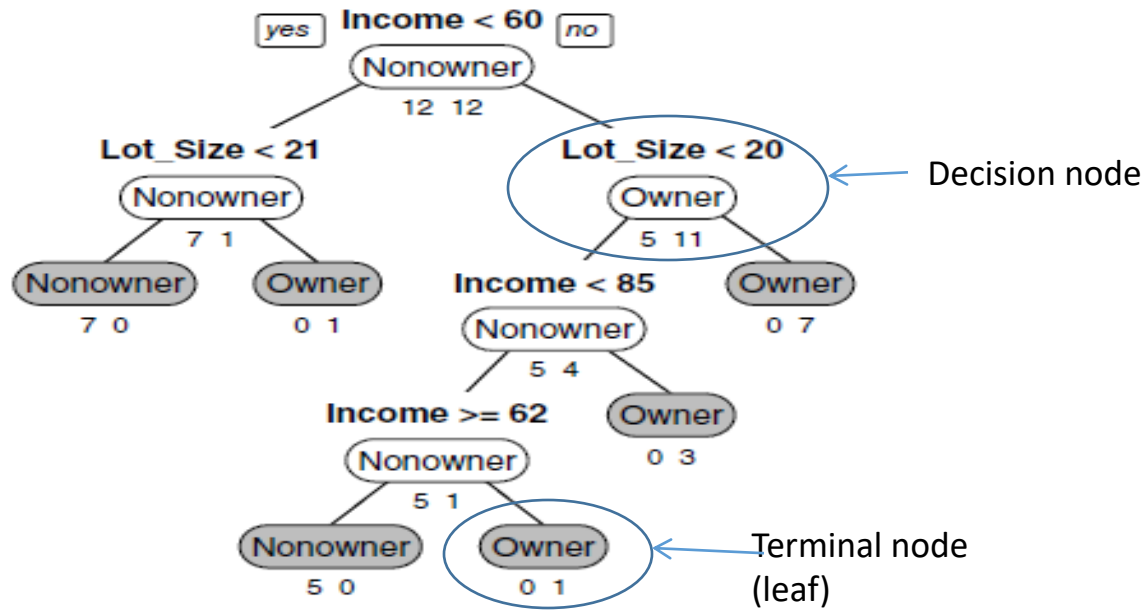 yes Income < 60 no
Nonowner
12 12
Lot_Size < 21 Lot_Size < 20
Decision node
Nonowner Owner
7 1 5 11
Nonowner Owner Income < 85 Owner
7 0 0 1 0 7
Nonowner
5 4
Income >= 62 Owner
0 3
Nonowner
5 1
Nonowner Owner Terminal node
5 0 0 1 (leaf)